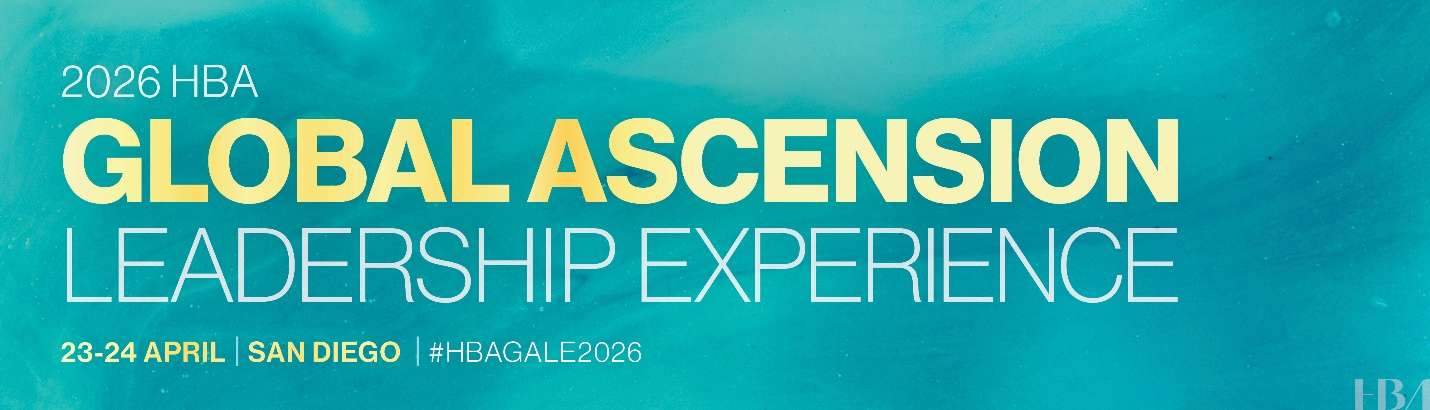 2026 HBA
GLOBAL ASCENSION
LEADERSHIP EXPERIENCE
23-24 APRIL | SAN DIEGO | #HBAGALE2026
HBA